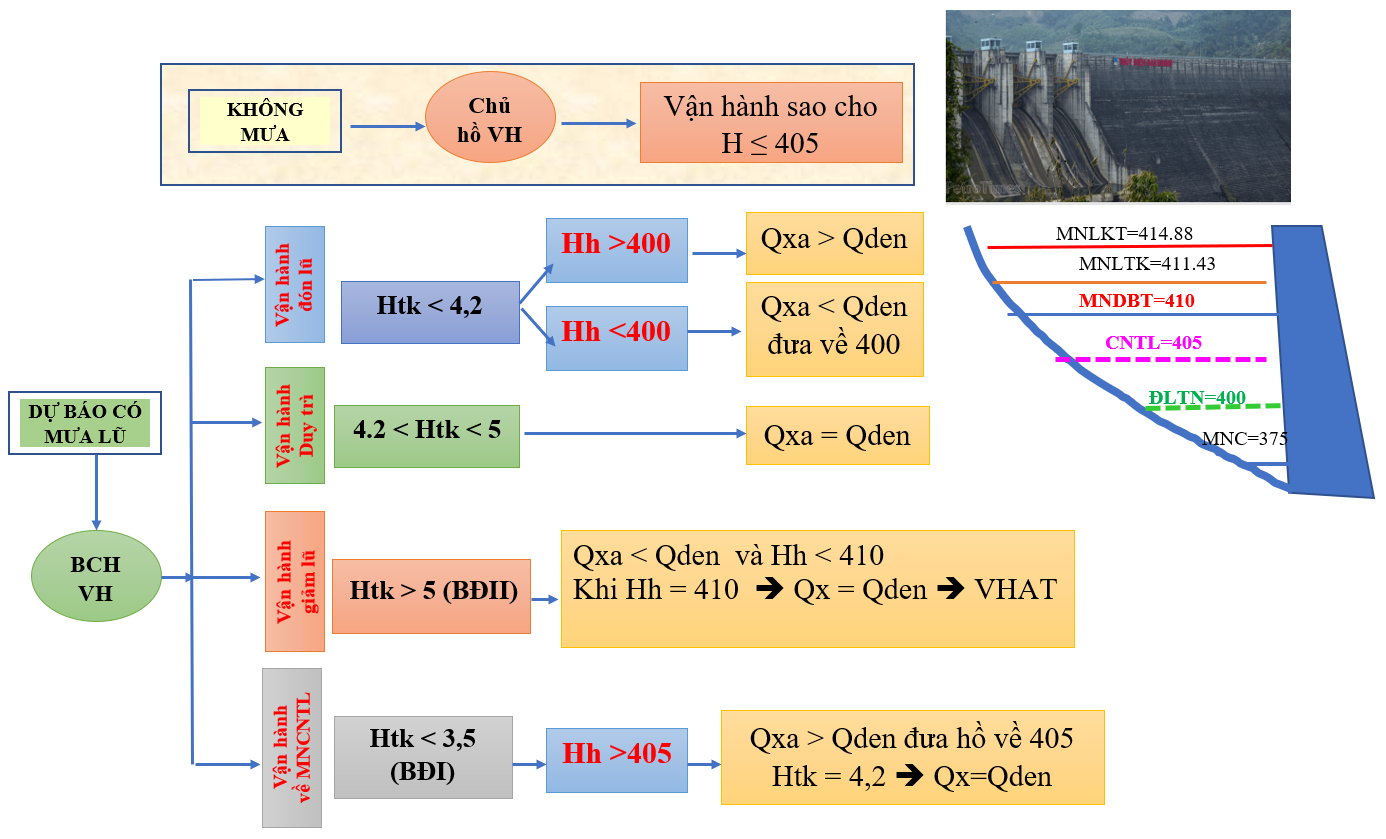 KHÔNG
MƯA
Chủ
hồ VH
Vận hành sao cho
H ≤ 405
Vận hành
đón lũ
Htk < 4,2
Hh >400
Qxa > Qden
Hh <400
Qxa < Qden
đưa về 400
DỰ BÁO CÓ
MƯA LŨ
BCH
VH
Vận hành
Duy trì
4.2 < Htk < 5
Qxa = Qden
Vận hành
giảm lũ
Htk > 5 (BĐII)
Qxa < Qden và Hh < 410
Khi Hh = 410 ➔ Qx = Qden ➔ VHAT
Vận hành
về MNCNTL
Htk < 3,5
(BĐI)
Hh >405
Qxa > Qden đưa hồ về 405
Htk = 4,2 ➔ Qx=Qden
MNLKT=414.88
MNLTK=411.43
MNDBT=410
CNTL=405
ĐLTN=400
MNC=375